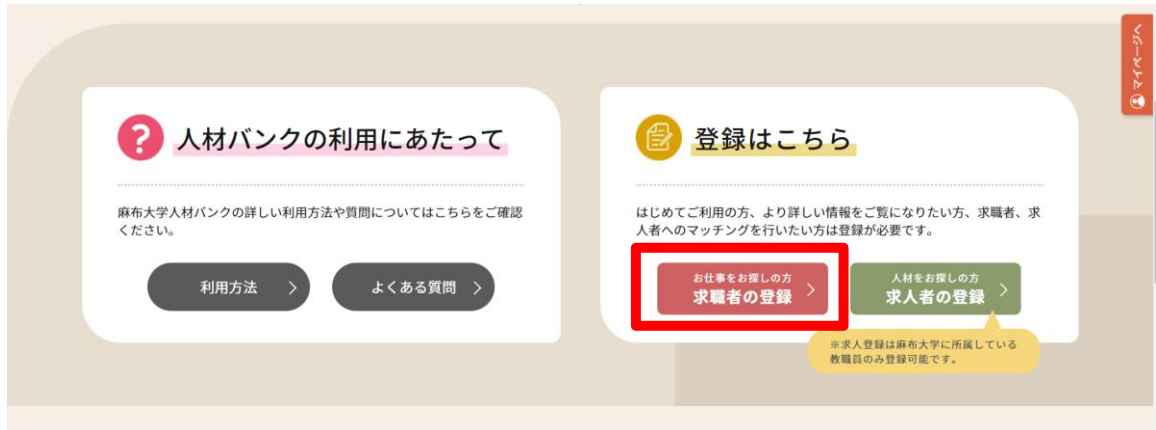 人材バンクの利用にあたって
麻布大学人材バンクの詳しい利用方法や質問についてはこちらをご確認
ください。
利用方法
よくある質問
登録はこちら
はじめてご利用の方、より詳しい情報をご覧になりたい方、求職者、求
人者へのマッチングを行いたい方は登録が必要です。
お仕事をお探しの方
求職者の登録
人材をお探しの方
求人者の登録
※求人登録は麻布大学に所属している
教職員のみ登録可能です。
マイページへ